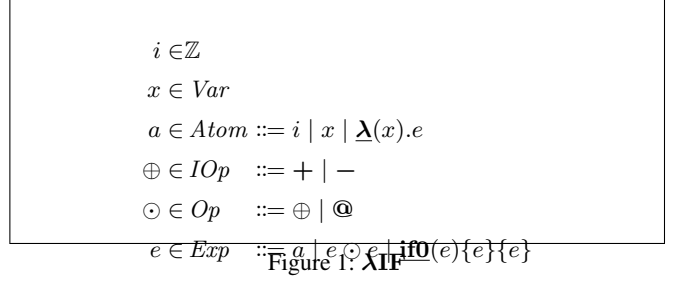 i ∈ ℤ
x ∈ Var
a ∈ Atom ::= i | x | λ(x).e
⊕ ∈ IOp ::= + | −
⊙ ∈ Op ::= ⊕ | @
e ∈ Exp ::= a | e ⊙ e | if0(e){e}{e}
Figure 1: λIF